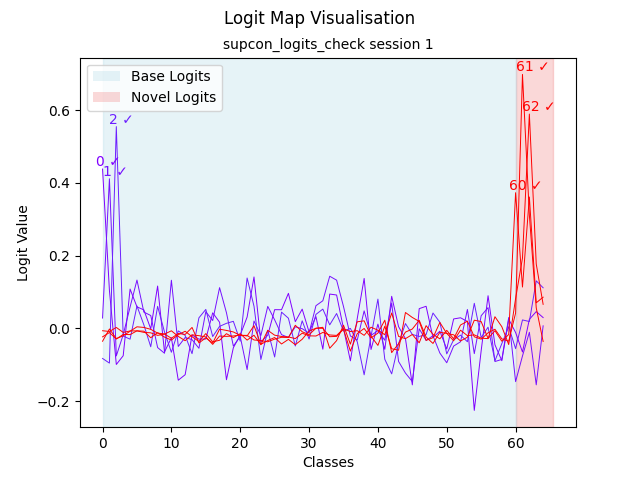 Logit Map Visualisation
supcon_logits_check session 1
Base Logits
Novel Logits
61 ✓
62 ✓
2 ✓
0 ✓
1 ✓
60 ✓
0.6
0.4
0.2
0.0
−0.2
Logit Value
0 10 20 30 40 50 60
Classes